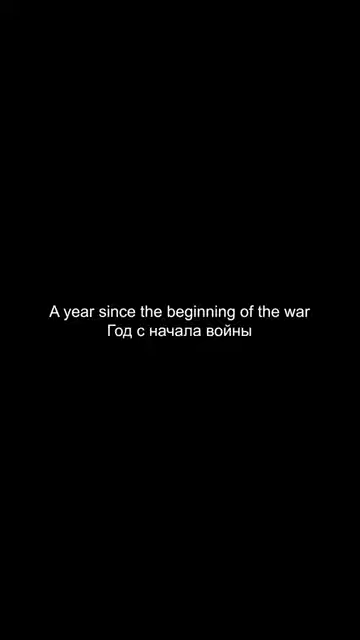 A year since the beginning of the war
Год с начала войны